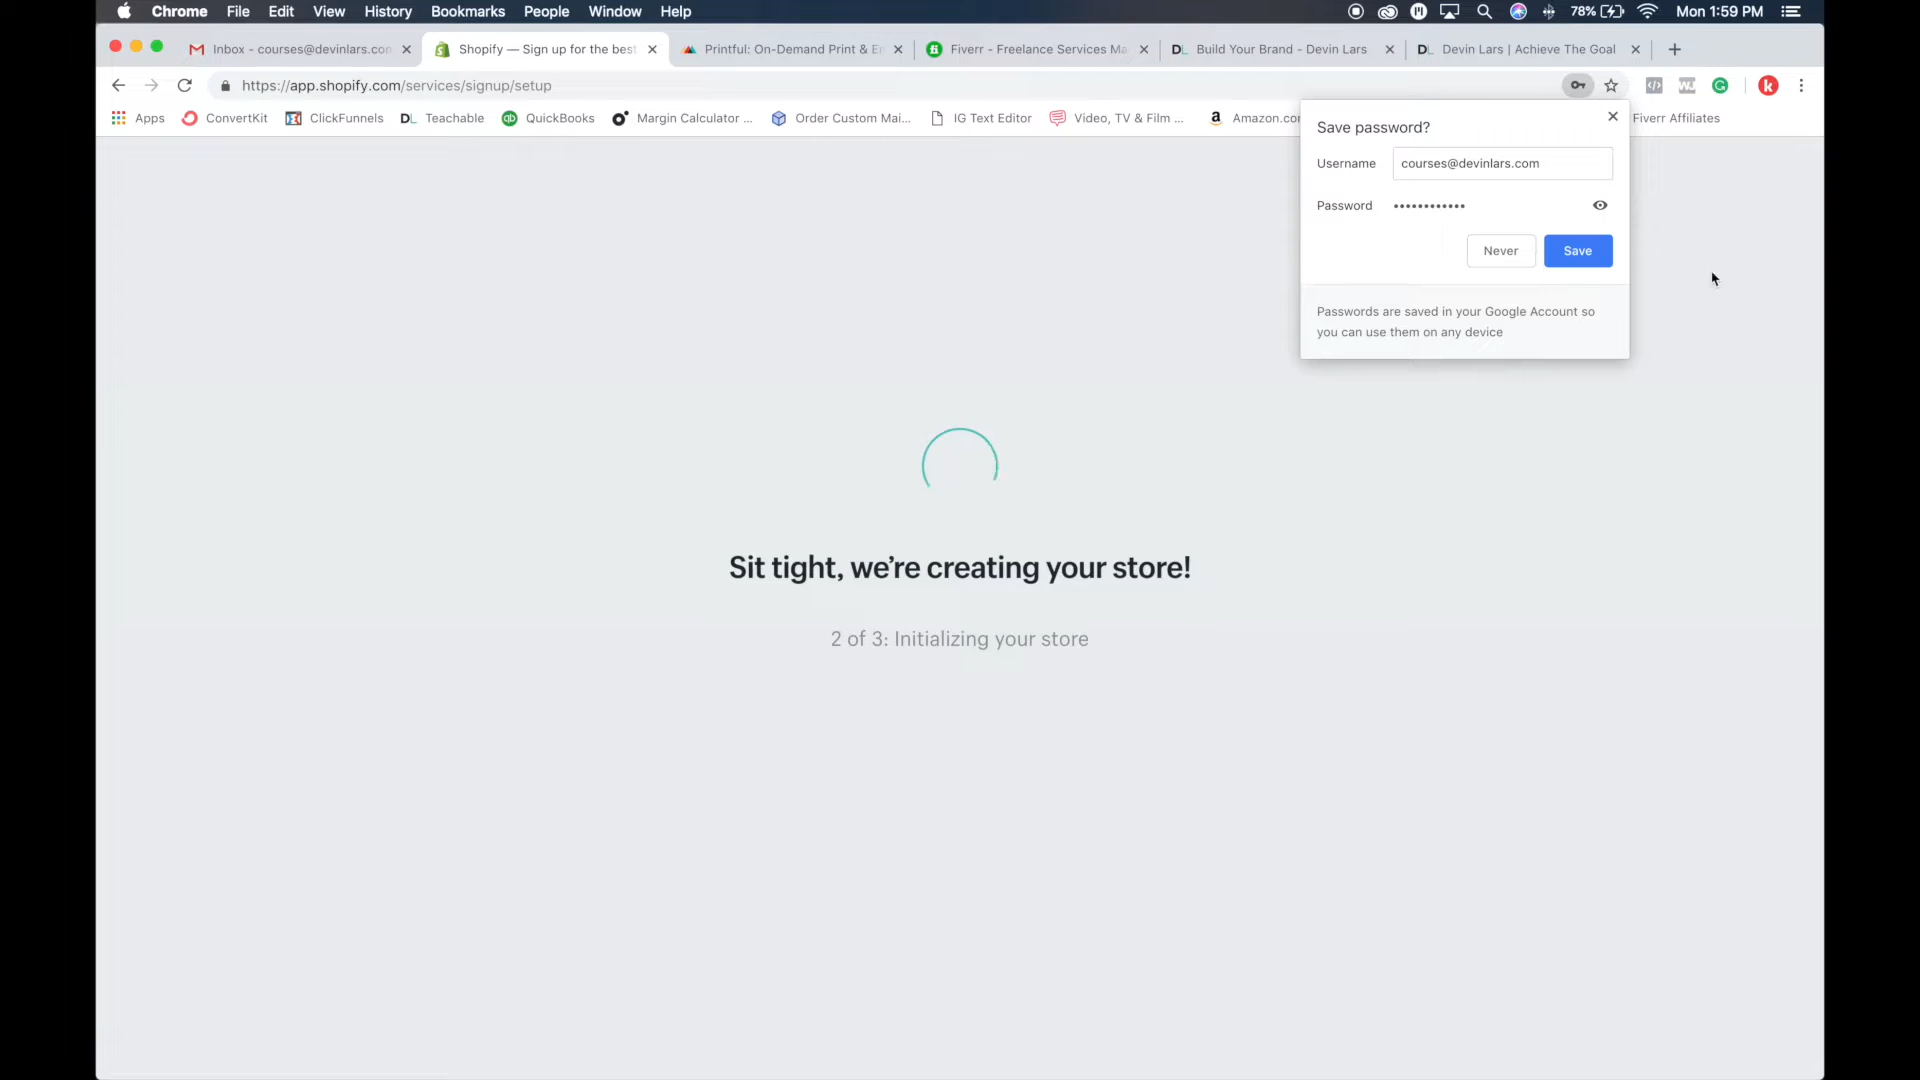 Chrome File Edit View History Bookmarks People Window Help 78% Mon 1:59 PM
Inbox - courses@devinlars.con Shopify — Sign up for the best Printful: On-Demand Print & E Fiverr - Freelance Services Ma Build Your Brand - Devin Lars Devin Lars | Achieve The Goal
https://app.shopify.com/services/signup/setup
Apps ConvertKit ClickFunnels Teachable QuickBooks Margin Calculator ... Order Custom Mai... IG Text Editor Video, TV & Film ... Amazon.co Fiverr Affiliates
Save password?
Username courses@devinlars.com
Password ••••••••••••
Never Save
Passwords are saved in your Google Account so
you can use them on any device
Sit tight, we’re creating your store!
2 of 3: Initializing your store